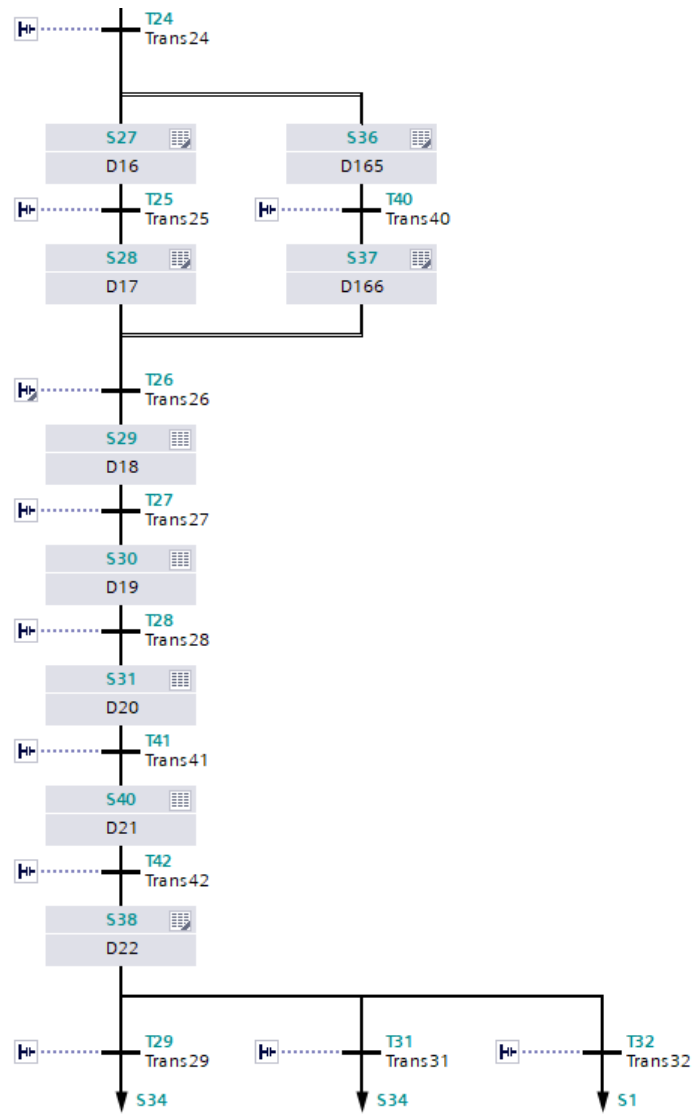 T24
Trans24
S27
D16
S36
D165
T25
Trans25
T40
Trans40
S28
D17
S37
D166
T26
Trans26
S29
D18
T27
Trans27
S30
D19
T28
Trans28
S31
D20
T41
Trans41
S40
D21
T42
Trans42
S38
D22
T29
Trans29
T31
Trans31
T32
Trans32
S34
S34
S1